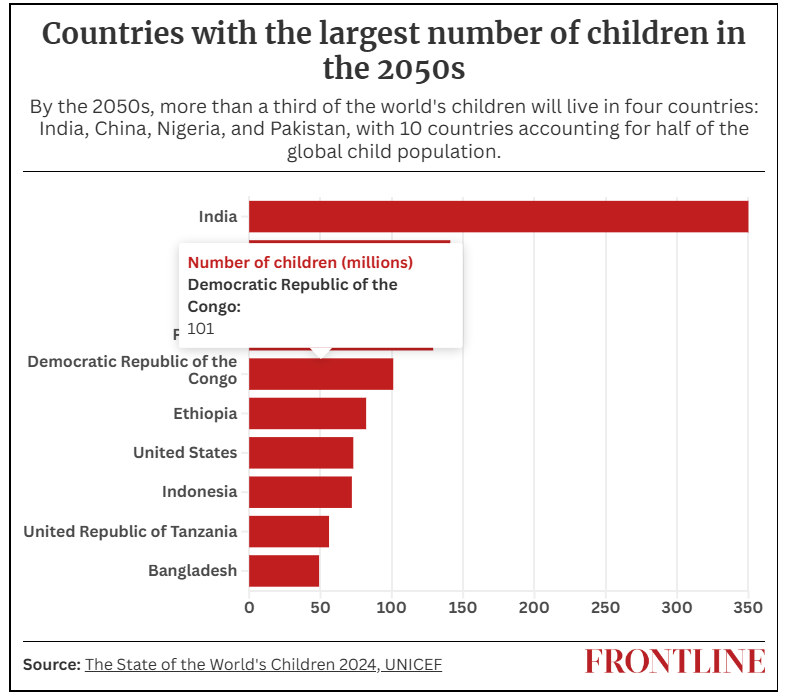 Countries with the largest number of children in
the 2050s
By the 2050s, more than a third of the world's children will live in four countries:
India, China, Nigeria, and Pakistan, with 10 countries accounting for half of the
global child population.
India
Number of children (millions)
Democratic Republic of the
Congo:
101
Democratic Republic of the
Congo
Ethiopia
United States
Indonesia
United Republic of Tanzania
Bangladesh
0 50 100 150 200 250 300 350
Source: The State of the World's Children 2024, UNICEF
FRONTLINE